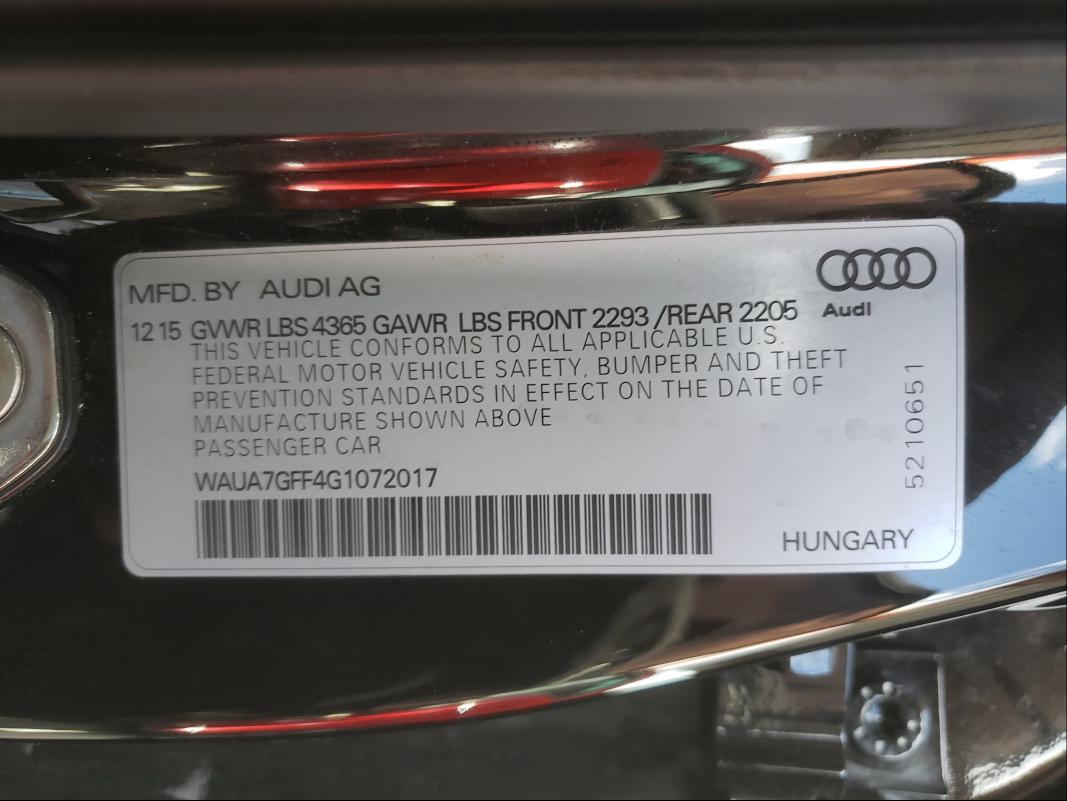 MFD. BY AUDI AG
Audi
12 15 GVWR LBS 4365 GAWR LBS FRONT 2293 /REAR 2205
THIS VEHICLE CONFORMS TO ALL APPLICABLE U.S.
FEDERAL MOTOR VEHICLE SAFETY, BUMPER AND THEFT
PREVENTION STANDARDS IN EFFECT ON THE DATE OF
MANUFACTURE SHOWN ABOVE
PASSENGER CAR
WAUA7GFF4G1072017
5210651
HUNGARY